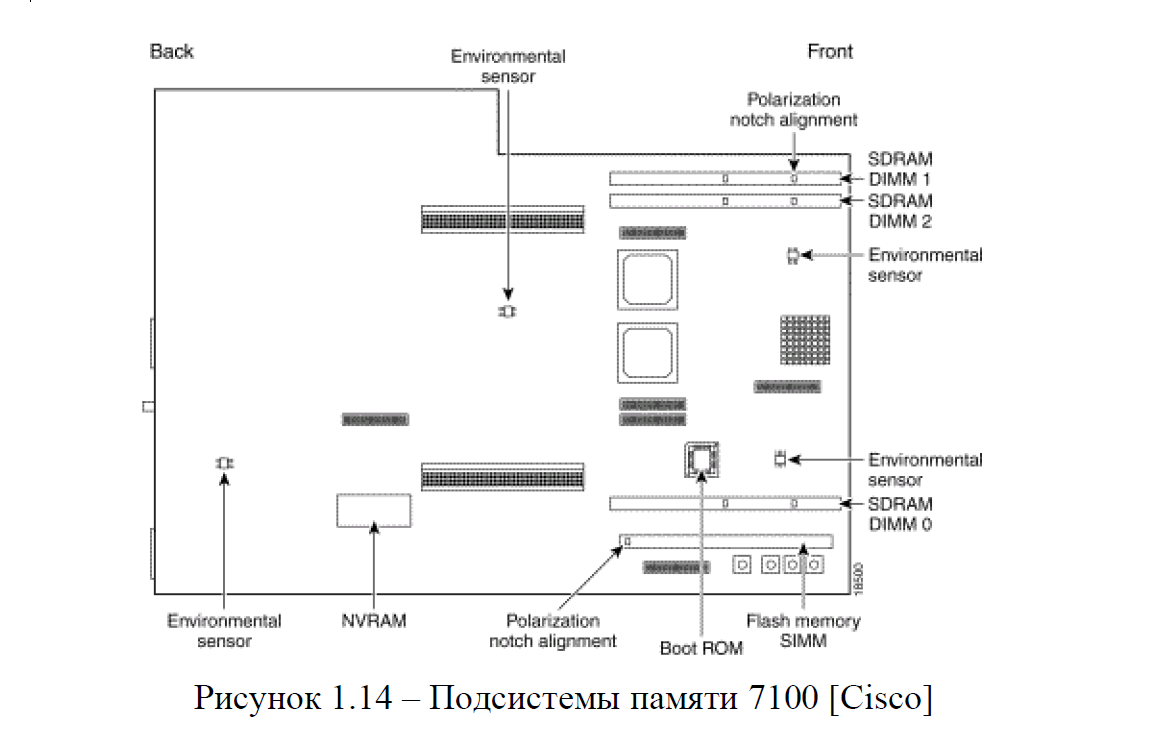 Back
Front
Environmental
sensor
Polarization
notch alignment
SDRAM
DIMM 1
SDRAM
DIMM 2
Environmental
sensor
Environmental
sensor
SDRAM
DIMM 0
18500
Environmental
sensor
NVRAM
Polarization
notch alignment
Boot ROM
Flash memory
SIMM
Рисунок 1.14 – Подсистемы памяти 7100 [Cisco]